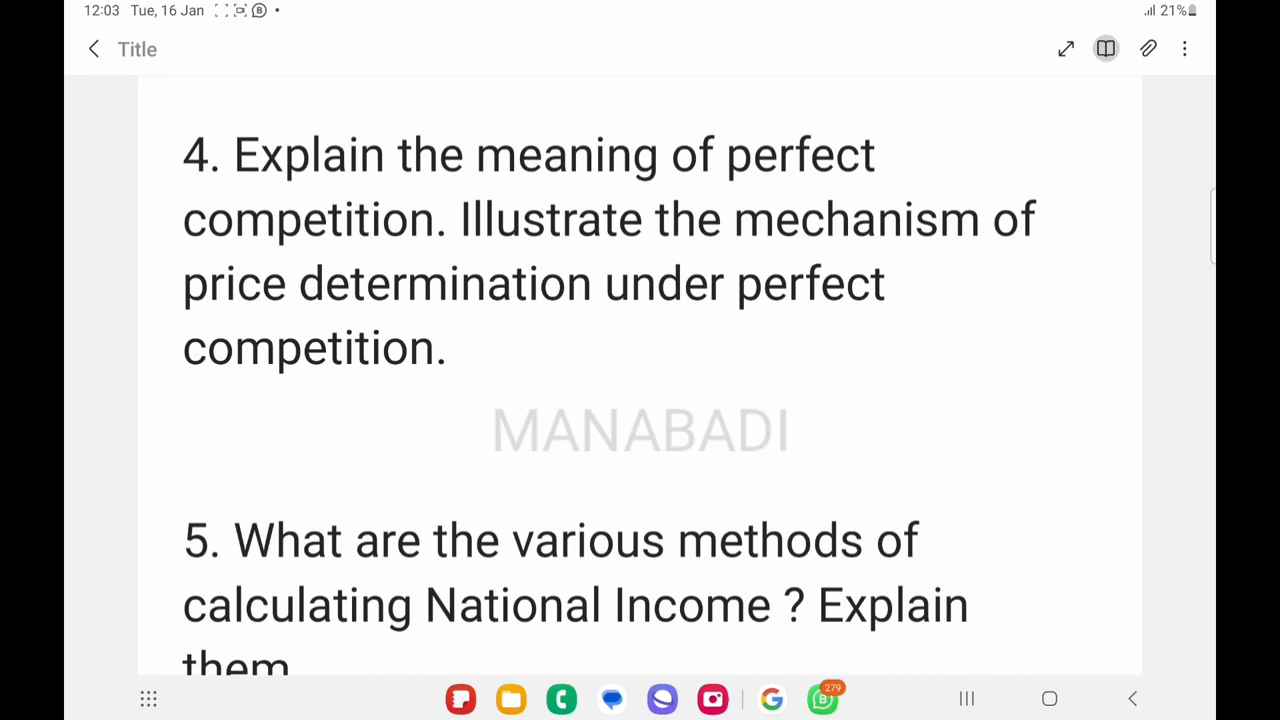 12:03 Tue, 16 Jan
21%
Title
4. Explain the meaning of perfect
competition. Illustrate the mechanism of
price determination under perfect
competition.
MANABADI
5. What are the various methods of
calculating National Income ? Explain
them
279